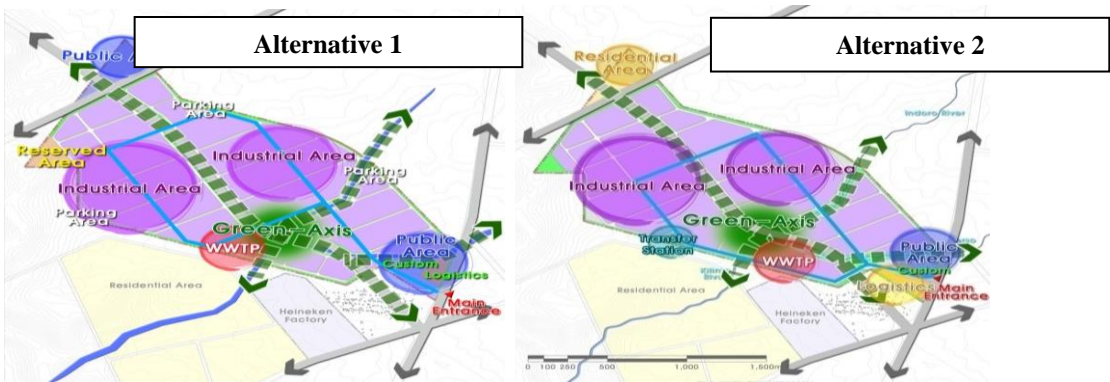 Alternative 1
Public A
Parking
Area
Reserved
Area
Industrial Area
Industrial Area
Parking
Area
Parking
Area
Green-Axis
WWTP
Public
Area
Custom
Logistics
Main
Entrance
Residential Area
Heineken
Factory
Alternative 2
Residential
Area
Industrial Area
Industrial Area
Green-Axis
Transfer
Station
WWTP
Public
Area
Custom
Logistics
Main
Entrance
Residential Area
Heineken
Factory
0 100 250 500 1,000 1,500m